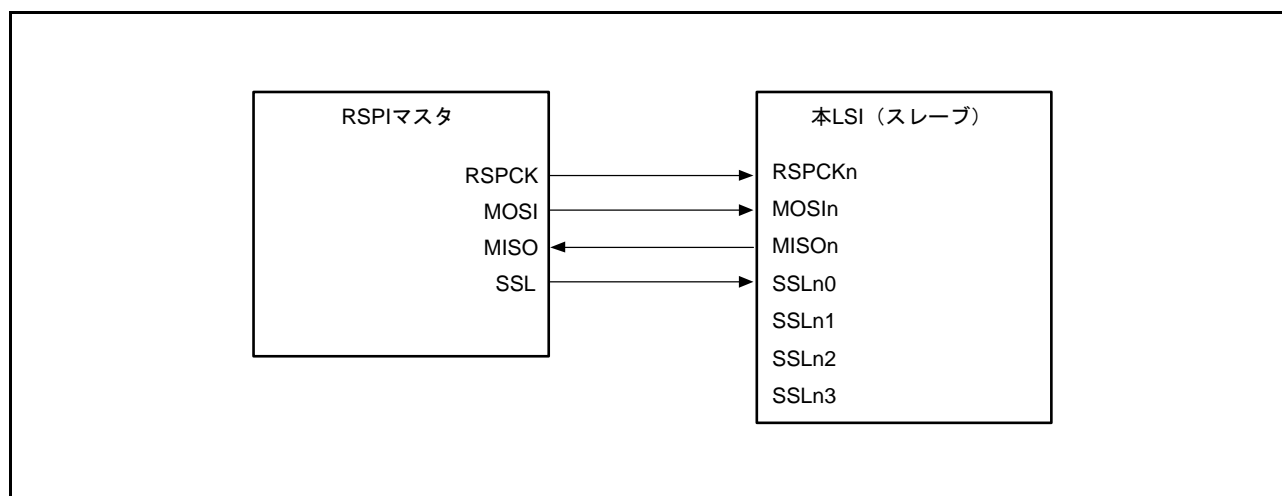 RSPIマスタ
RSPCK
MOSI
MISO
SSL
本LSI（スレーブ）
RSPCKn
MOSIn
MISOn
SSLn0
SSLn1
SSLn2
SSLn3